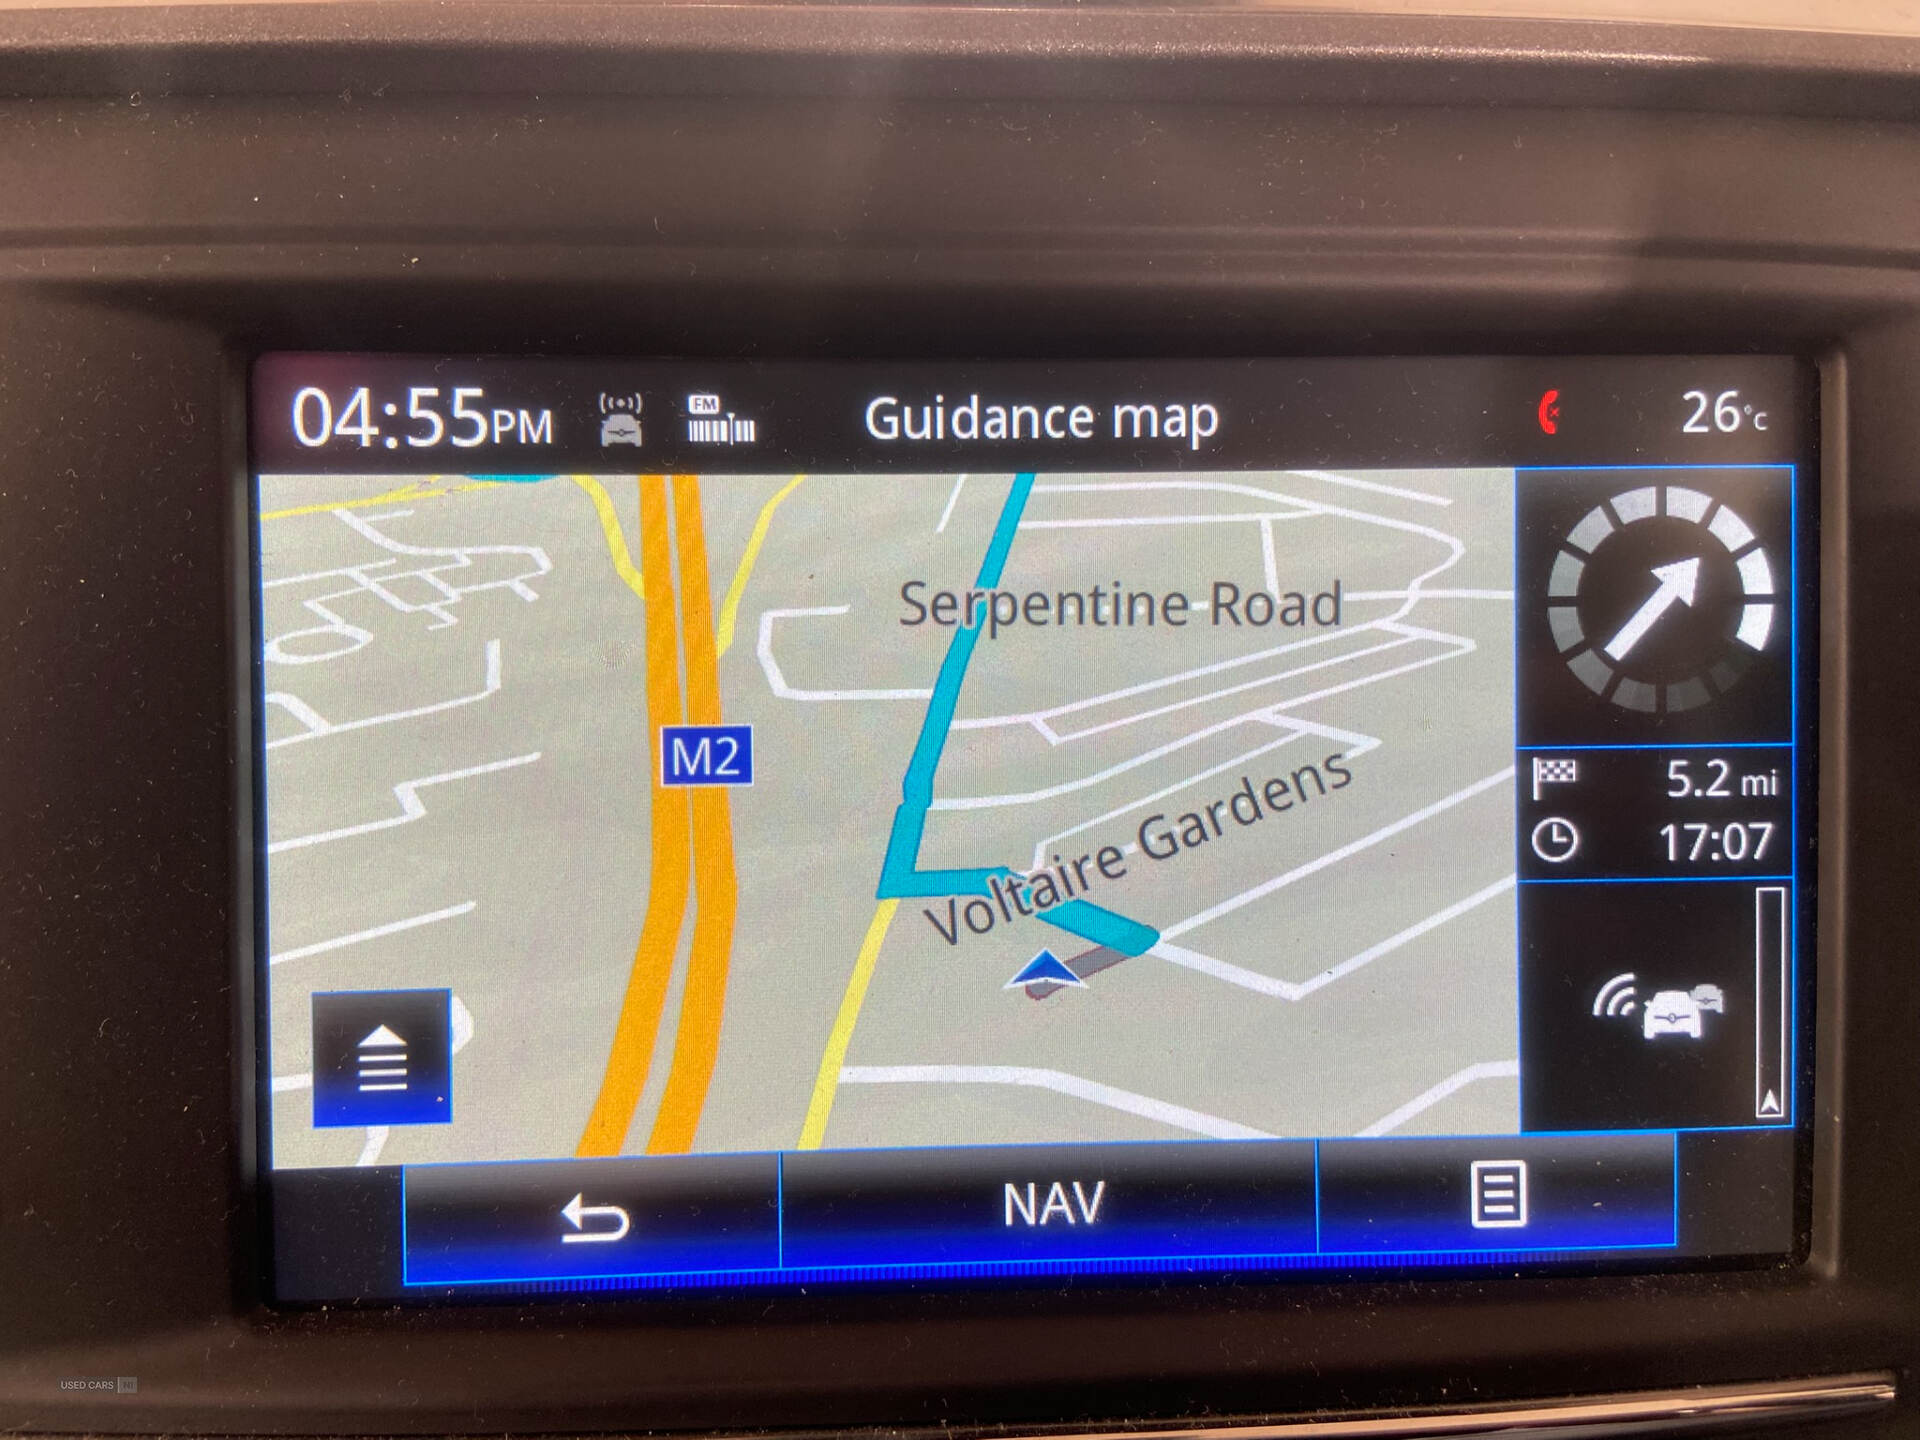 04:55PM
FM
Guidance map
26°C
Serpentine Road
M2
Voltaire Gardens
5.2 mi
17:07
NAV
USED CARS NI